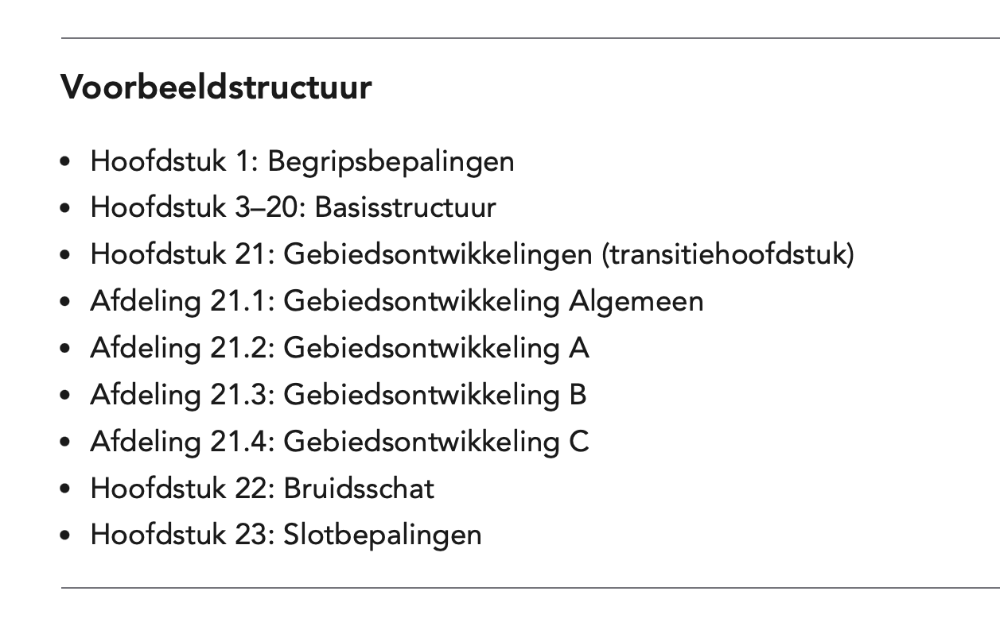 Voorbeeldstructuur
• Hoofdstuk 1: Begripsbepalingen
• Hoofdstuk 3–20: Basisstructuur
• Hoofdstuk 21: Gebiedsontwikkelingen (transitiehoofdstuk)
• Afdeling 21.1: Gebiedsontwikkeling Algemeen
• Afdeling 21.2: Gebiedsontwikkeling A
• Afdeling 21.3: Gebiedsontwikkeling B
• Afdeling 21.4: Gebiedsontwikkeling C
• Hoofdstuk 22: Bruidsschat
• Hoofdstuk 23: Slotbepalingen